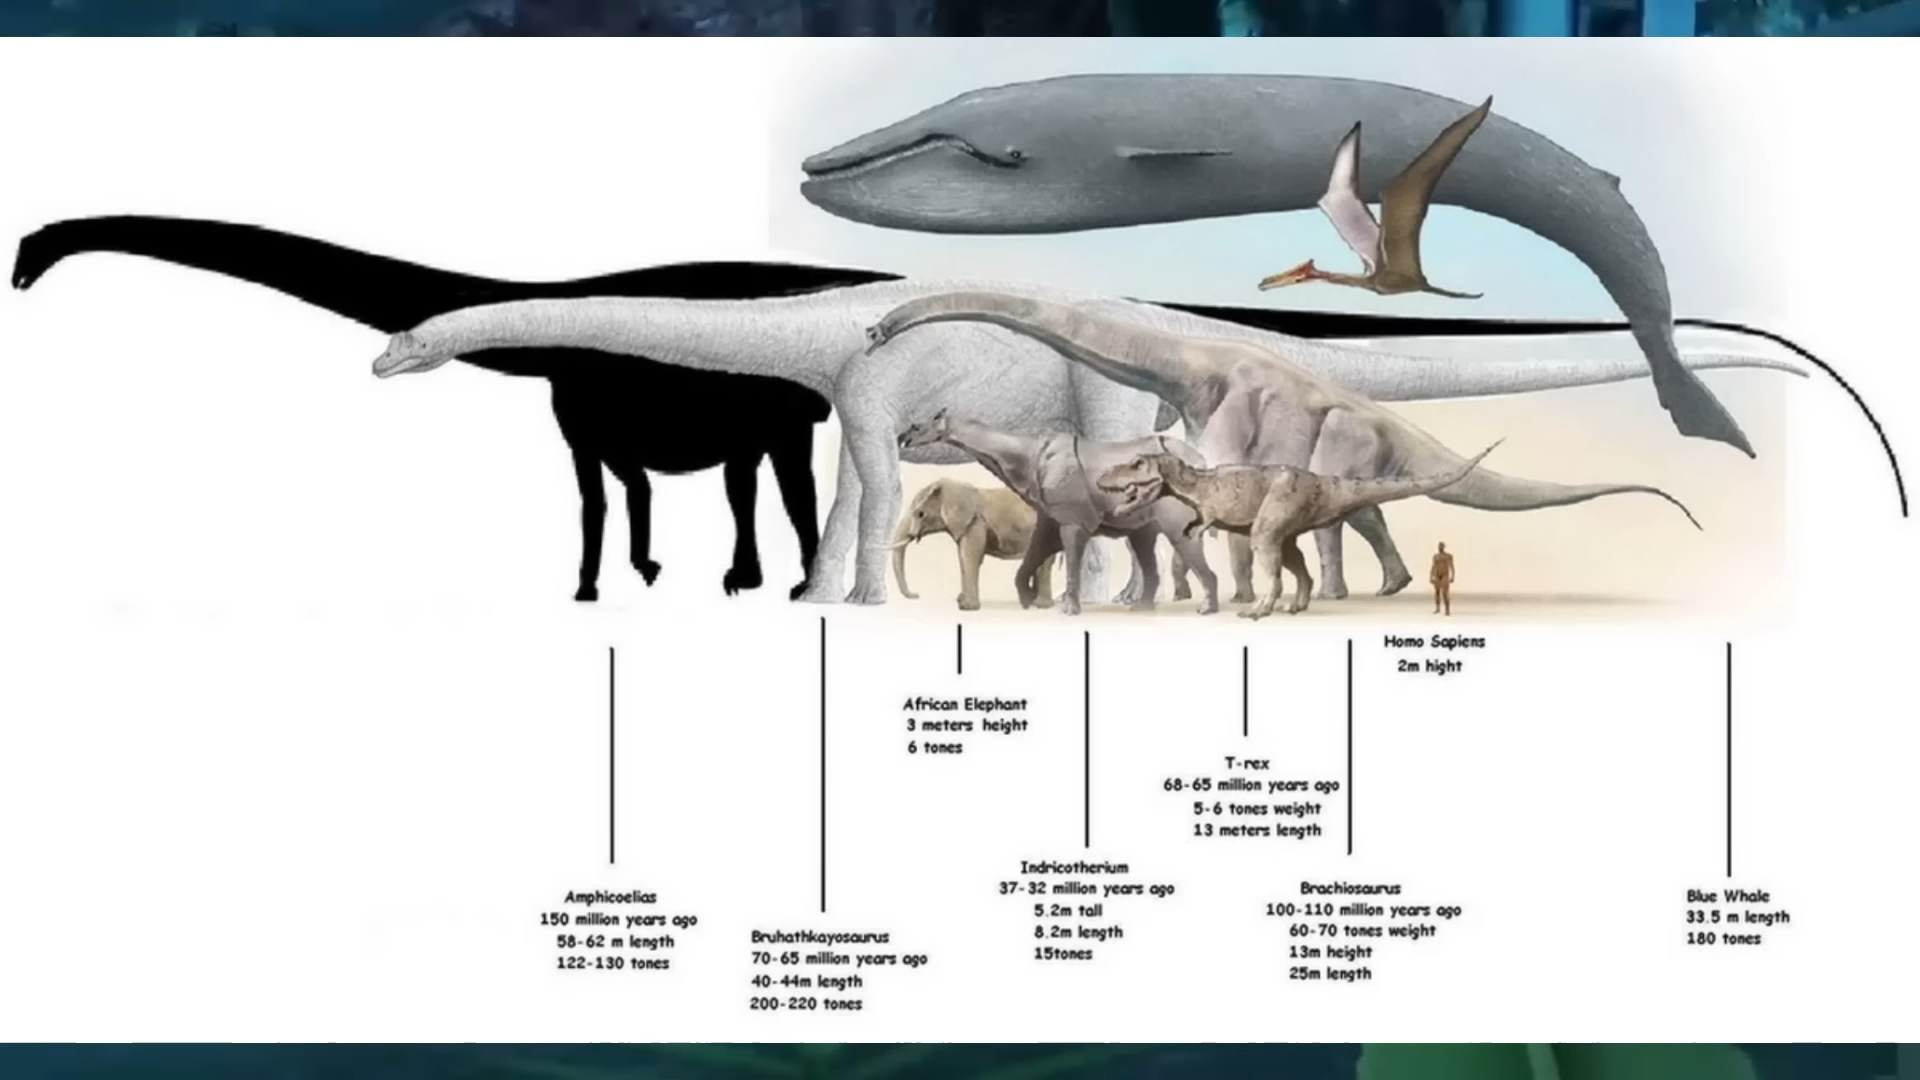 Homo Sapiens
2m hight
African Elephant
3 meters height
6 tones
T-rex
68-65 million years ago
5-6 tones weight
13 meters length
Indricotherium
37-32 million years ago
5.2m tall
8.2m length
15tones
Brachiosaurus
100-110 million years ago
60-70 tones weight
13m height
25m length
Blue Whale
33.5 m length
180 tones
Amphicoelias
150 million years ago
58-62 m length
122-130 tones
Bruhathkayosaurus
70-65 million years ago
40-44m length
200-220 tones